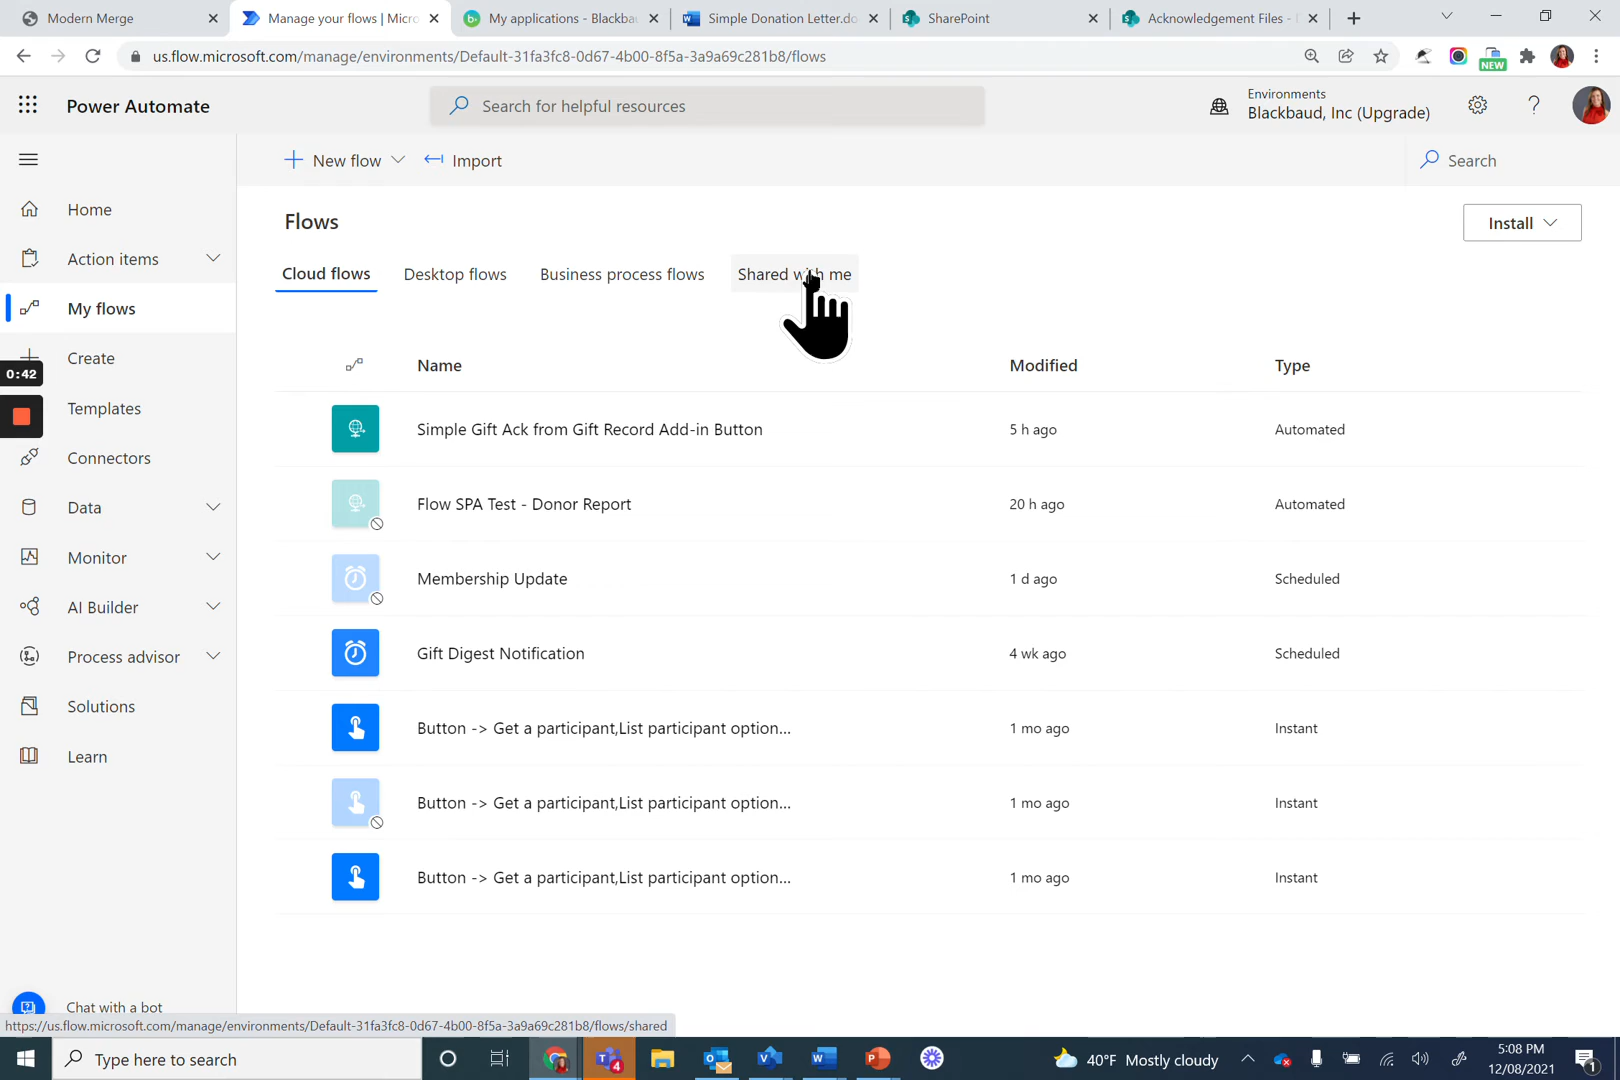 Modern Merge
Manage your flows | Micro
My applications - Blackbau
Simple Donation Letter.do
SharePoint
Acknowledgement Files -
us.flow.microsoft.com/manage/environments/Default-31fa3fc8-0d67-4b00-8f5a-3a9a69c281b8/flows
NEW
Power Automate
Search for helpful resources
Environments
Blackbaud, Inc (Upgrade)
New flow
Import
Search
Home
Action items
My flows
Create
0:42
Templates
Connectors
Data
Monitor
AI Builder
Process advisor
Solutions
Learn
Chat with a bot
Flows
Install
Cloud flows
Desktop flows
Business process flows
Shared with me
Name
Modified
Type
Simple Gift Ack from Gift Record Add-in Button
5 h ago
Automated
Flow SPA Test - Donor Report
20 h ago
Automated
Membership Update
1 d ago
Scheduled
Gift Digest Notification
4 wk ago
Scheduled
Button -> Get a participant,List participant option...
1 mo ago
Instant
Button -> Get a participant,List participant option...
1 mo ago
Instant
Button -> Get a participant,List participant option...
1 mo ago
Instant
https://us.flow.microsoft.com/manage/environments/Default-31fa3fc8-0d67-4b00-8f5a-3a9a69c281b8/flows/shared
Type here to search
4
40°F Mostly cloudy
5:08 PM
12/08/2021
1